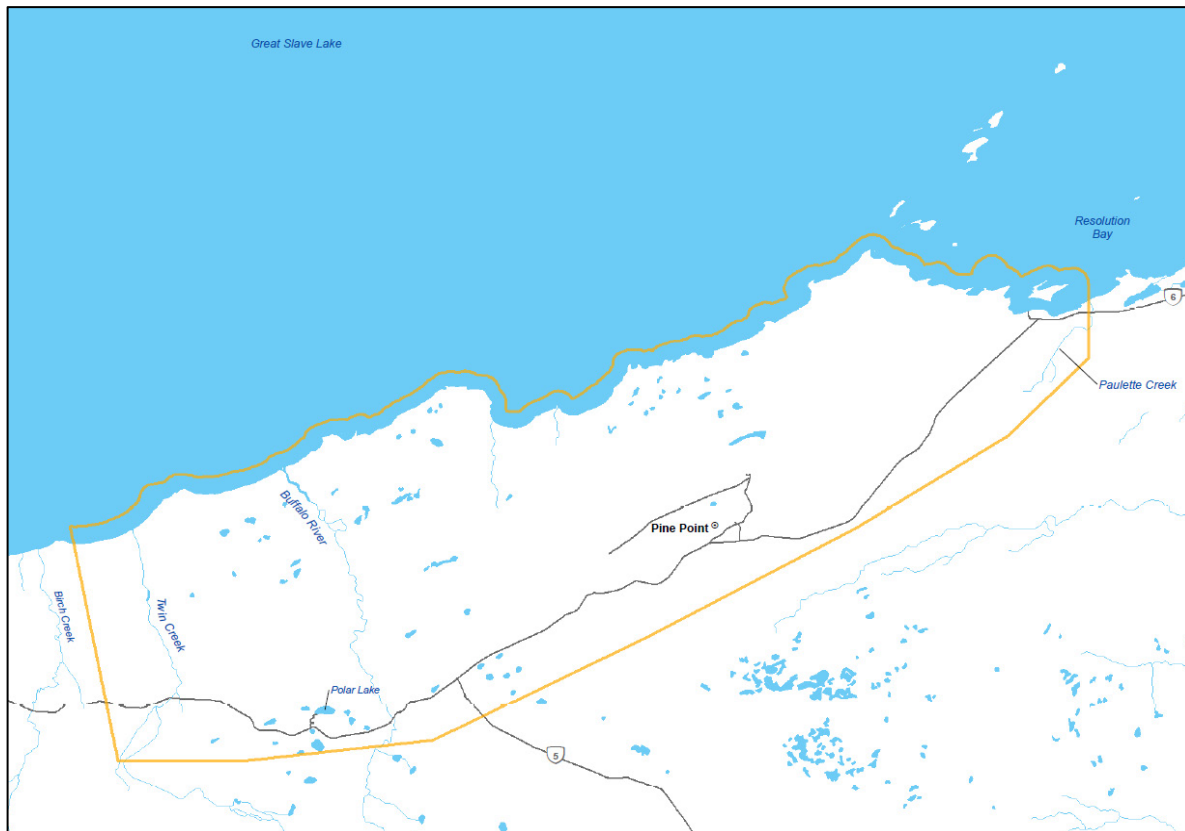 Great Slave Lake
Resolution
Bay
6
Paulette Creek
Buffalo River
Pine Point
Birch Creek
Twin Creek
Polar Lake
5